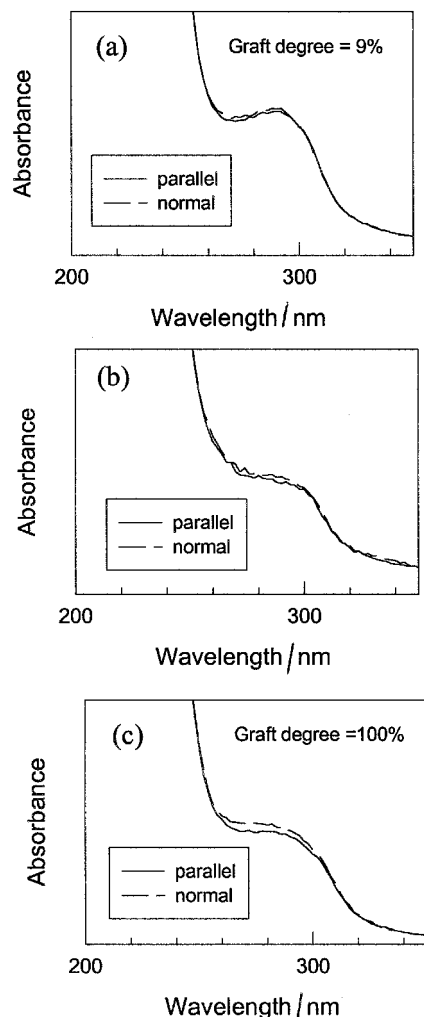 (a)
Graft degree = 9%
Absorbance
parallel
normal
200
300
Wavelength / nm
(b)
Absorbance
parallel
normal
200
300
Wavelength / nm
(c)
Graft degree =100%
Absorbance
parallel
normal
200
300
Wavelength / nm